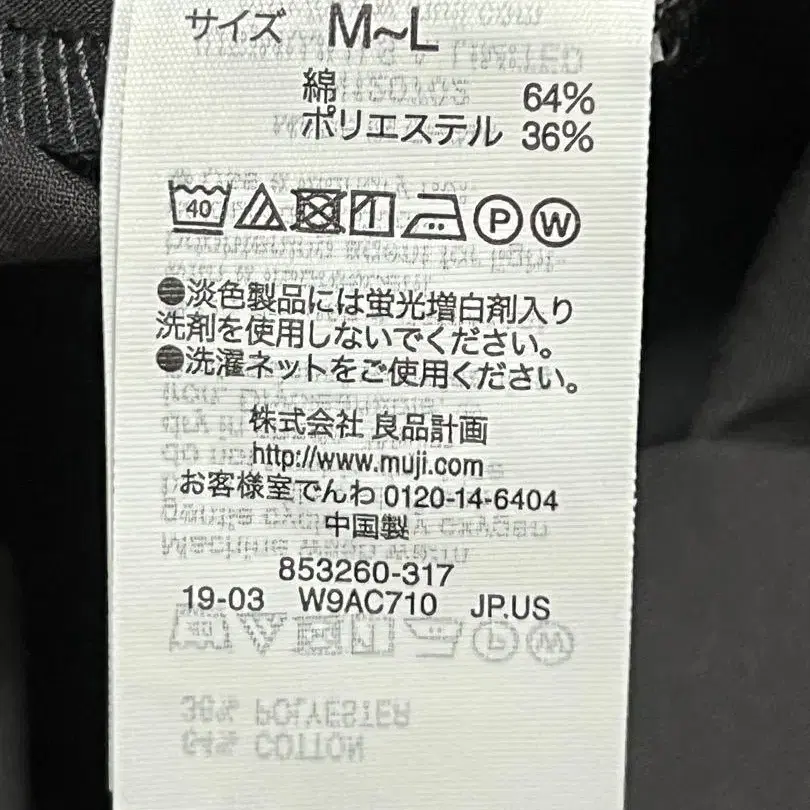 サイズ M~L
綿 64%
ポリエステル 36%
40 P W
●淡色製品には蛍光増白剤入り
洗剤を使用しないでください。
●洗濯ネットをご使用ください。
株式会社 良品計画
http://www.muji.com
お客様室でんわ 0120-14-6404
中国製
853260-317
19-03 W9AC710 JP.US
36% POLYESTER
64% COTTON